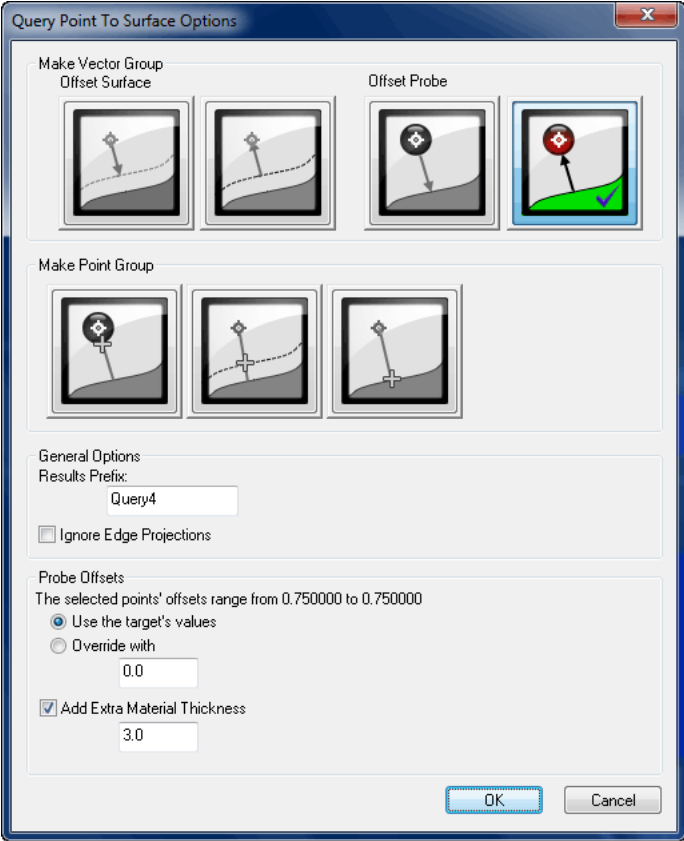 Query Point To Surface Options
Make Vector Group
Offset Surface Offset Probe
Make Point Group
General Options
Results Prefix:
Query4
Ignore Edge Projections
Probe Offsets
The selected points' offsets range from 0.750000 to 0.750000
Use the target's values
Override with
0.0
Add Extra Material Thickness
3.0
OK Cancel